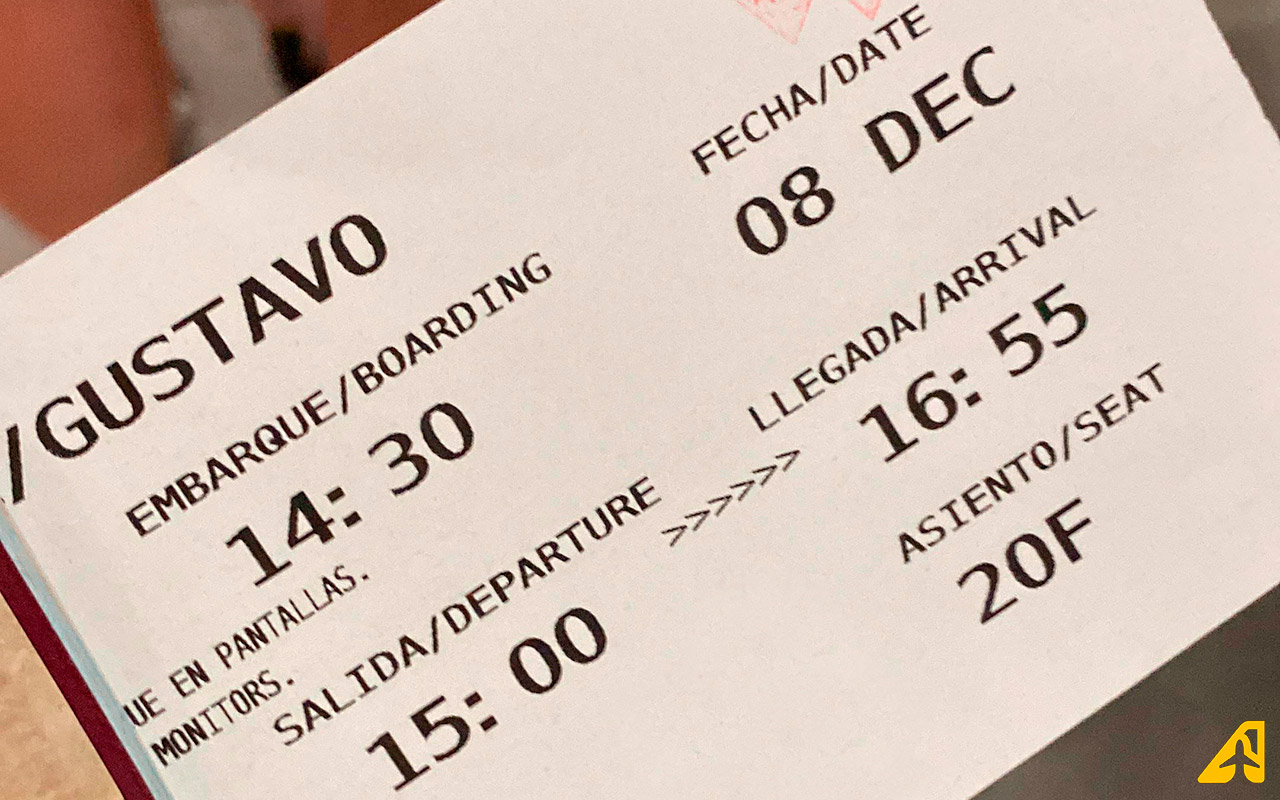 /GUSTAVO
FECHA/DATE
08 DEC
EMBARQUE/BOARDING
14: 30
UE EN PANTALLAS.
MONITORS.
LLEGADA/ARRIVAL
16: 55
SALIDA/DEPARTURE >>>>>>
15: 00
ASIENTO/SEAT
20F